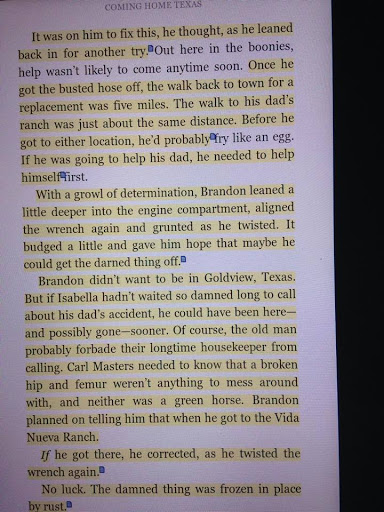 COMING HOME TEXAS
It was on him to fix this, he thought, as he leaned
back in for another try. Out here in the boonies,
help wasn't likely to come anytime soon. Once he
got the busted hose off, the walk back to town for a
replacement was five miles. The walk to his dad's
ranch was just about the same distance. Before he
got to either location, he'd probably fry like an egg.
If he was going to help his dad, he needed to help
himself first.
With a growl of determination, Brandon leaned a
little deeper into the engine compartment, aligned
the wrench again and grunted as he twisted. It
budged a little and gave him hope that maybe he
could get the darned thing off.
Brandon didn't want to be in Goldview, Texas.
But if Isabella hadn't waited so damned long to call
about his dad's accident, he could have been here—
and possibly gone—sooner. Of course, the old man
probably forbade their longtime housekeeper from
calling. Carl Masters needed to know that a broken
hip and femur weren't anything to mess around
with, and neither was a green horse. Brandon
planned on telling him that when he got to the Vida
Nueva Ranch.
If he got there, he corrected, as he twisted the
wrench again.
No luck. The damned thing was frozen in place
by rust.